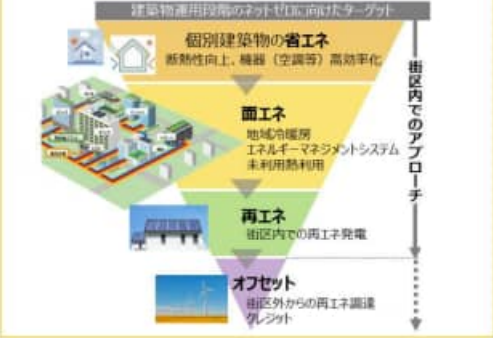 建築物運用段階のネットゼロに向けたターゲット
個別建築物の省エネ
断熱性向上、機器（空調等）高効率化
面エネ
地域冷暖房
エネルギーマネジメントシステム
未利用熱利用
再エネ
街区内での再エネ発電
オフセット
街区外からの再エネ調達
クレジット
街区内でのアプローチ